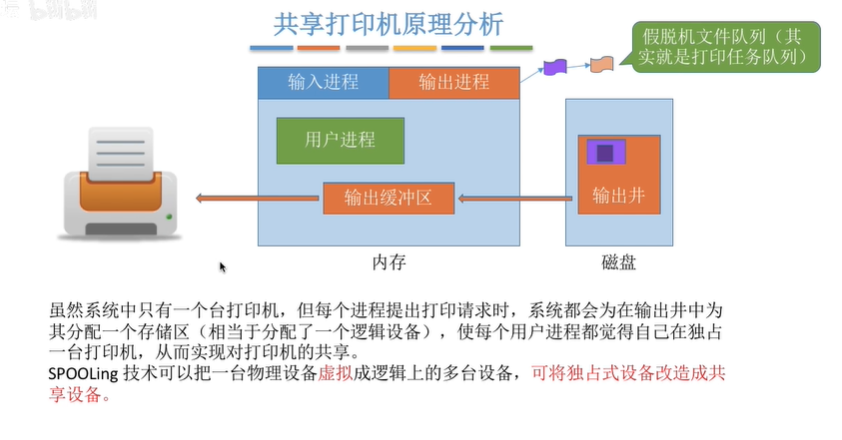 bilibili
共享打印机原理分析
假脱机文件队列（其
实就是打印任务队列）
输入进程
输出进程
用户进程
输出缓冲区
输出井
内存
磁盘
虽然系统中只有一个台打印机，但每个进程提出打印请求时，系统都会为在输出井中为
其分配一个存储区（相当于分配了一个逻辑设备），使每个用户进程都觉得自己在独占
一台打印机，从而实现对打印机的共享。
SPOOLing 技术可以把一台物理设备虚拟成逻辑上的多台设备，可将独占式设备改造成共
享设备。